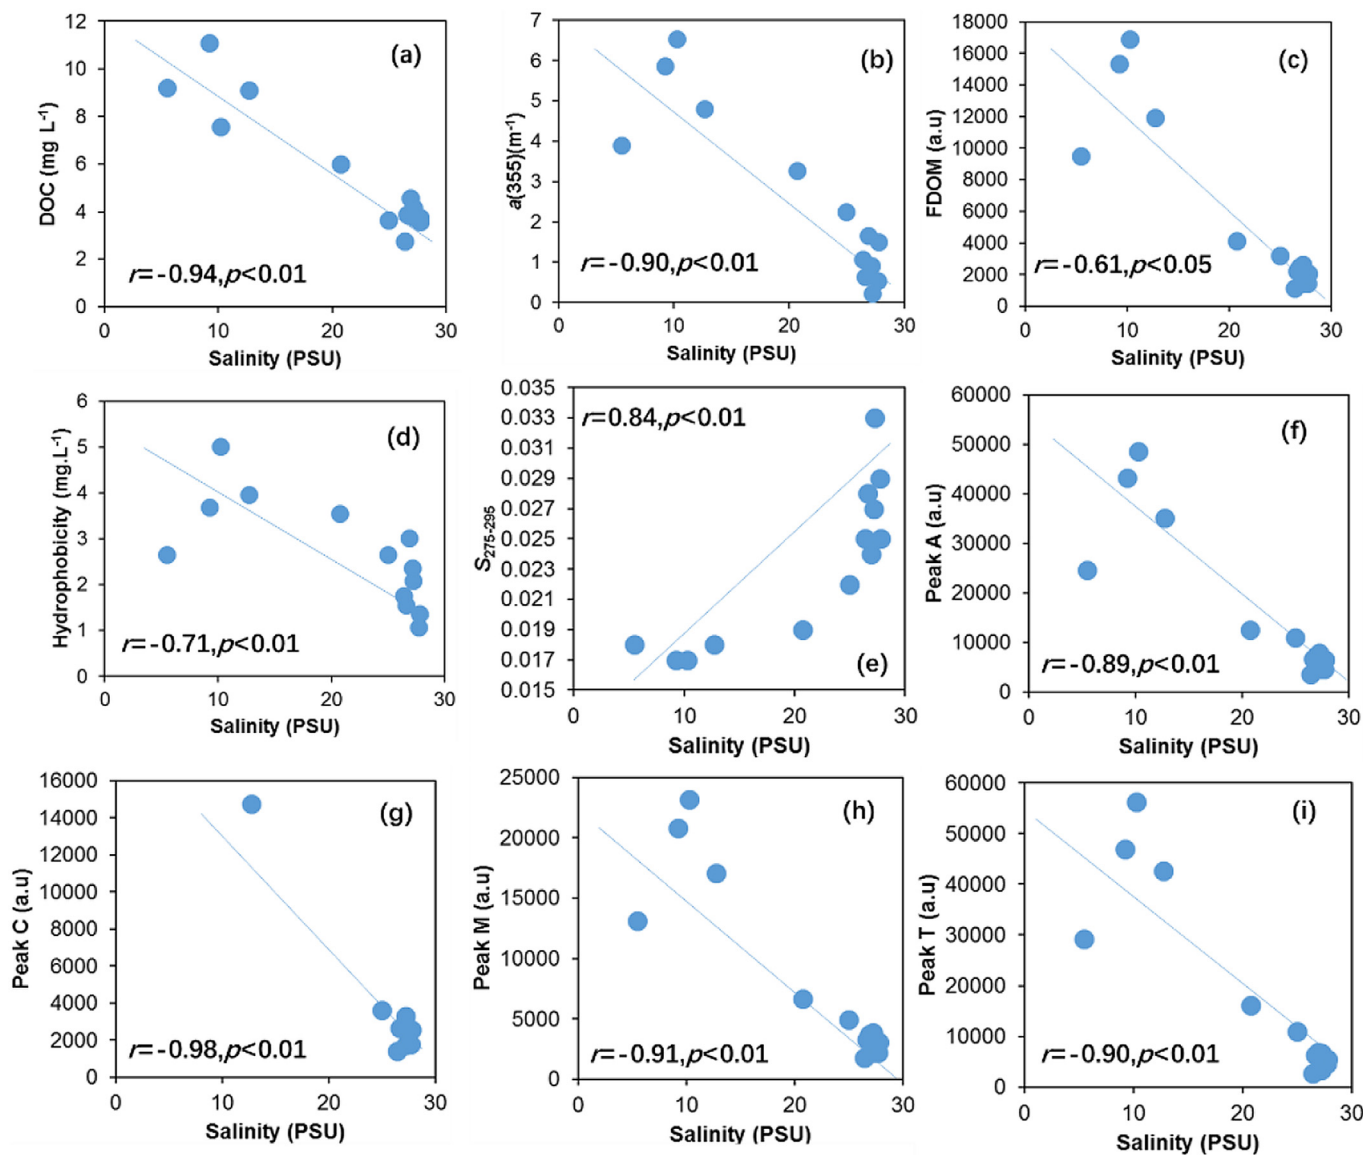 (a)
DOC (mg L-1)
12
10
8
6
4
2
0
r=-0.94,p<0.01
0 10 20 30
Salinity (PSU)
(b)
a(355)(m-1)
7
6
5
4
3
2
1
0
r=-0.90,p<0.01
0 10 20 30
Salinity (PSU)
(c)
FDOM (a.u)
18000
16000
14000
12000
10000
8000
6000
4000
2000
0
r=-0.61,p<0.05
0 10 20 30
Salinity (PSU)
(d)
Hydrophobicity (mg.L-1)
6
5
4
3
2
1
0
r=-0.71,p<0.01
0 10 20 30
Salinity (PSU)
r=0.84,p<0.01
S275-295
0.035
0.033
0.031
0.029
0.027
0.025
0.023
0.021
0.019
0.017
0.015
(e)
0 10 20 30
Salinity (PSU)
(f)
Peak A (a.u)
60000
50000
40000
30000
20000
10000
0
r=-0.89,p<0.01
0 10 20 30
Salinity (PSU)
(g)
Peak C (a.u)
16000
14000
12000
10000
8000
6000
4000
2000
0
r=-0.98,p<0.01
0 10 20 30
Salinity (PSU)
(h)
Peak M (a.u)
25000
20000
15000
10000
5000
0
r=-0.91,p<0.01
0 10 20 30
Salinity (PSU)
(i)
Peak T (a.u)
60000
50000
40000
30000
20000
10000
0
r=-0.90,p<0.01
0 10 20 30
Salinity (PSU)